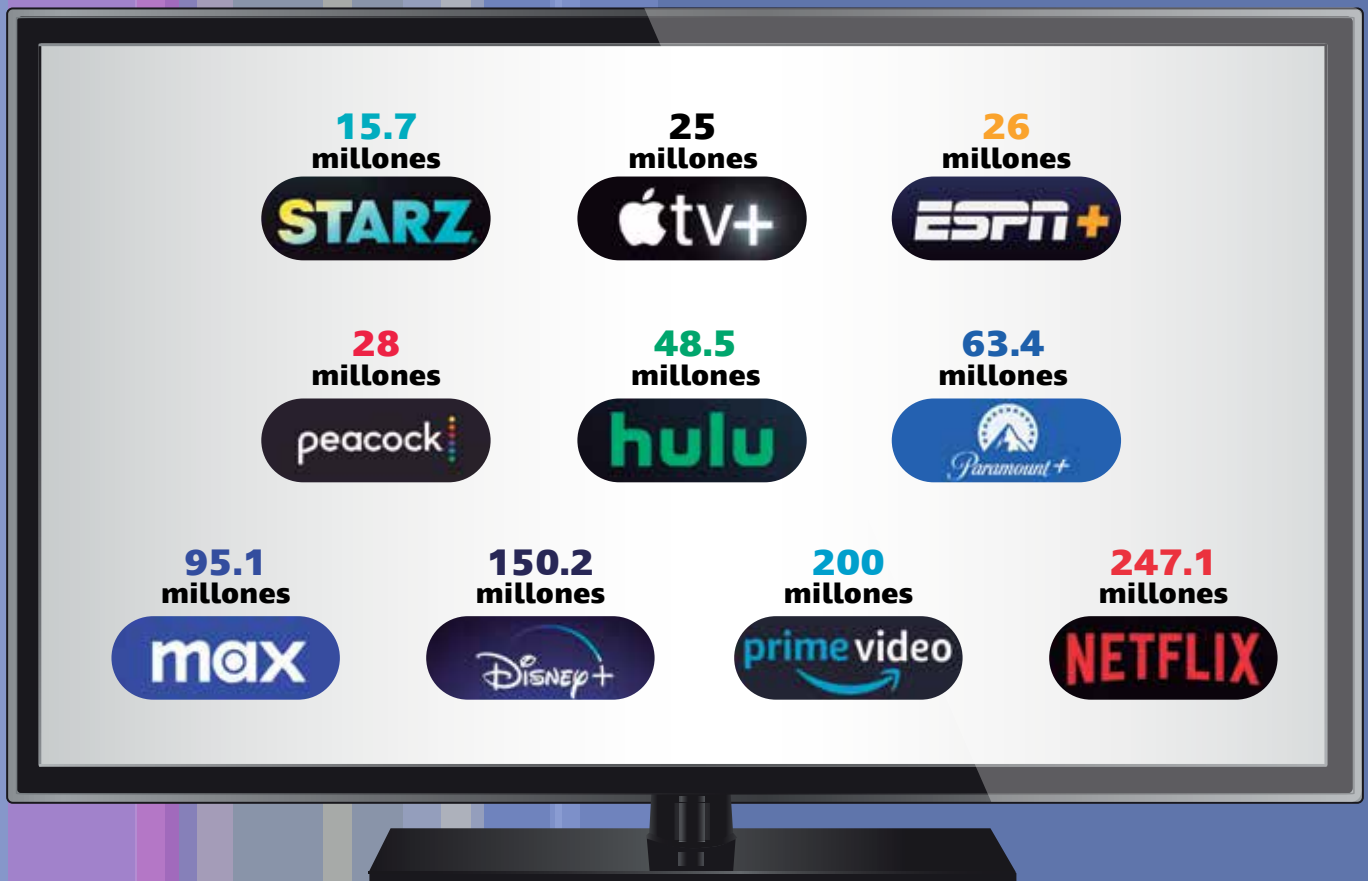 15.7
millones
STARZ
25
millones
tv+
26
millones
ESPN+
28
millones
peacock
48.5
millones
hulu
63.4
millones
Paramount+
95.1
millones
max
150.2
millones
Disney+
200
millones
prime video
247.1
millones
NETFLIX